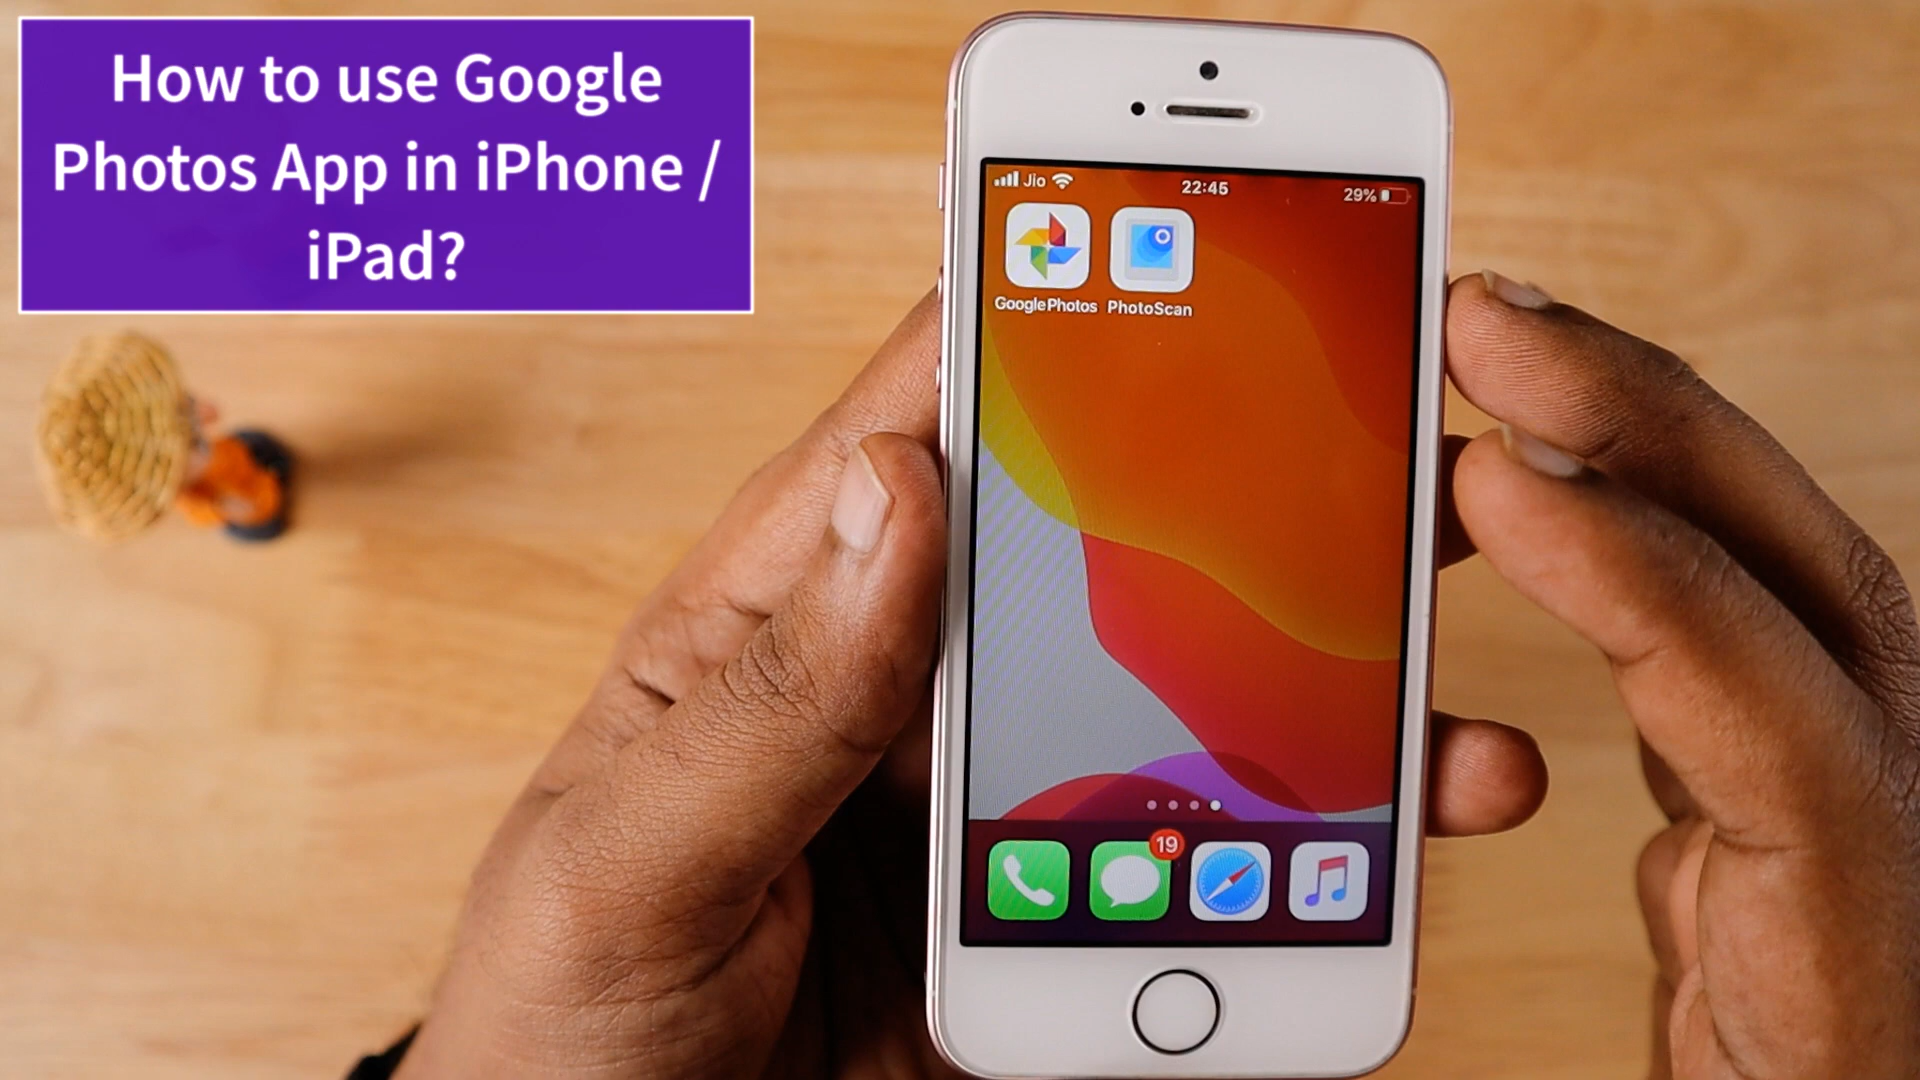 How to use Google
Photos App in iPhone /
iPad?
Jio 22:45 29%
Google Photos PhotoScan
19